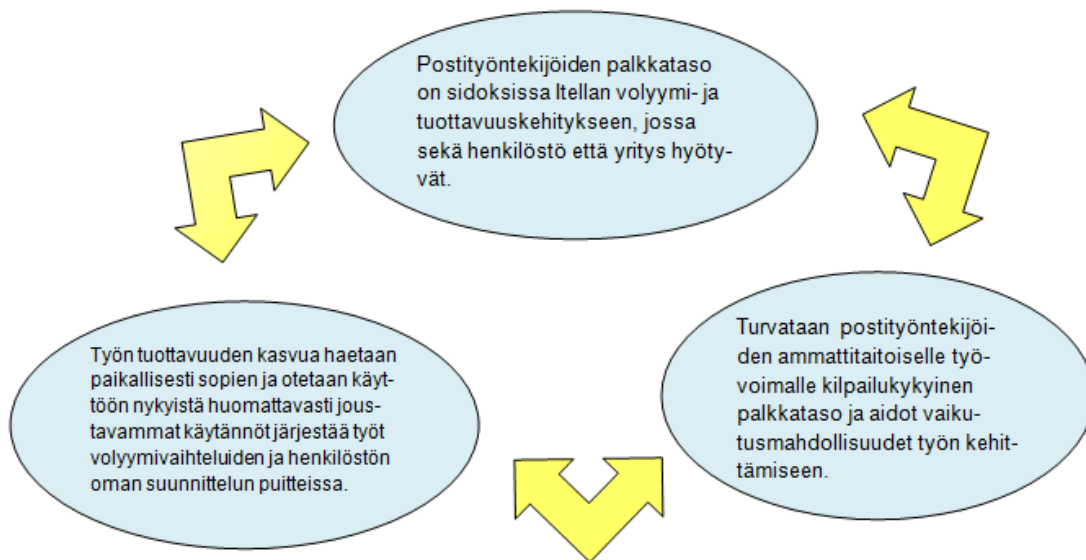 Postityöntekijöiden palkkataso
on sidoksissa Itellan volyymi- ja
tuottavuuskehitykseen, jossa
sekä henkilöstö että yritys hyöty-
vät.
Työn tuottavuuden kasvua haetaan
paikallisesti sopien ja otetaan käyt-
töön nykyistä huomattavasti jous-
tavammat käytännöt järjestää työt
volyymivaihteluiden ja henkilöstön
oman suunnittelun puitteissa.
Turvataan postityöntekijöi-
den ammattitaitoiselle työ-
voimalle kilpailukykyinen
palkkataso ja aidot vaiku-
tusmahdollisuudet työn kehit-
tämiseen.